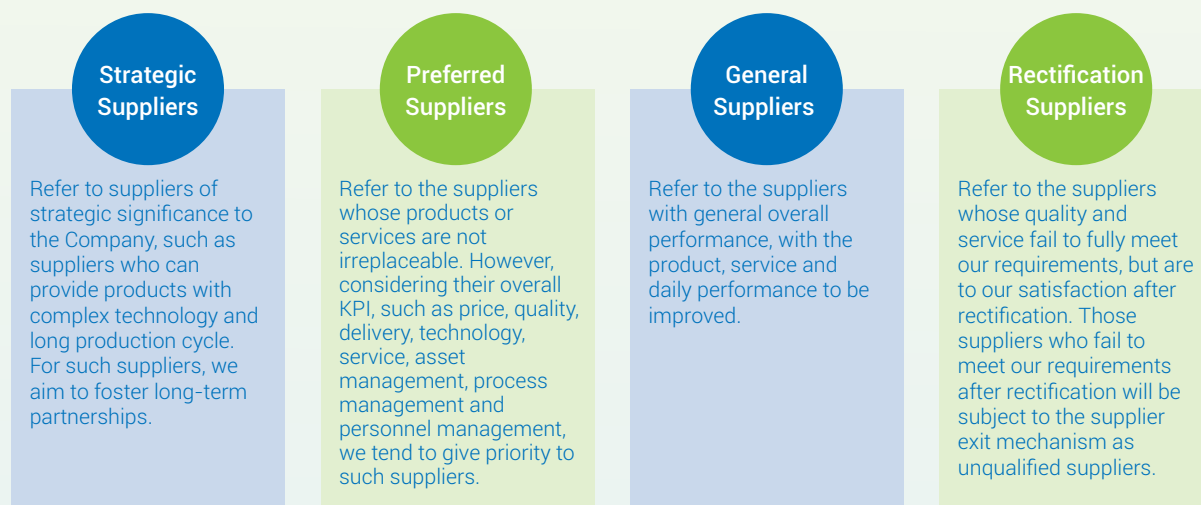 Strategic
Suppliers
Refer to suppliers of
strategic significance to
the Company, such as
suppliers who can
provide products with
complex technology and
long production cycle.
For such suppliers, we
aim to foster long-term
partnerships.
Preferred
Suppliers
Refer to the suppliers
whose products or
services are not
irreplaceable. However,
considering their overall
KPI, such as price, quality,
delivery, technology,
service, asset
management, process
management and
personnel management,
we tend to give priority to
such suppliers.
General
Suppliers
Refer to the suppliers
with general overall
performance, with the
product, service and
daily performance to be
improved.
Rectification
Suppliers
Refer to the suppliers
whose quality and
service fail to fully meet
our requirements, but are
to our satisfaction after
rectification. Those
suppliers who fail to
meet our requirements
after rectification will be
subject to the supplier
exit mechanism as
unqualified suppliers.